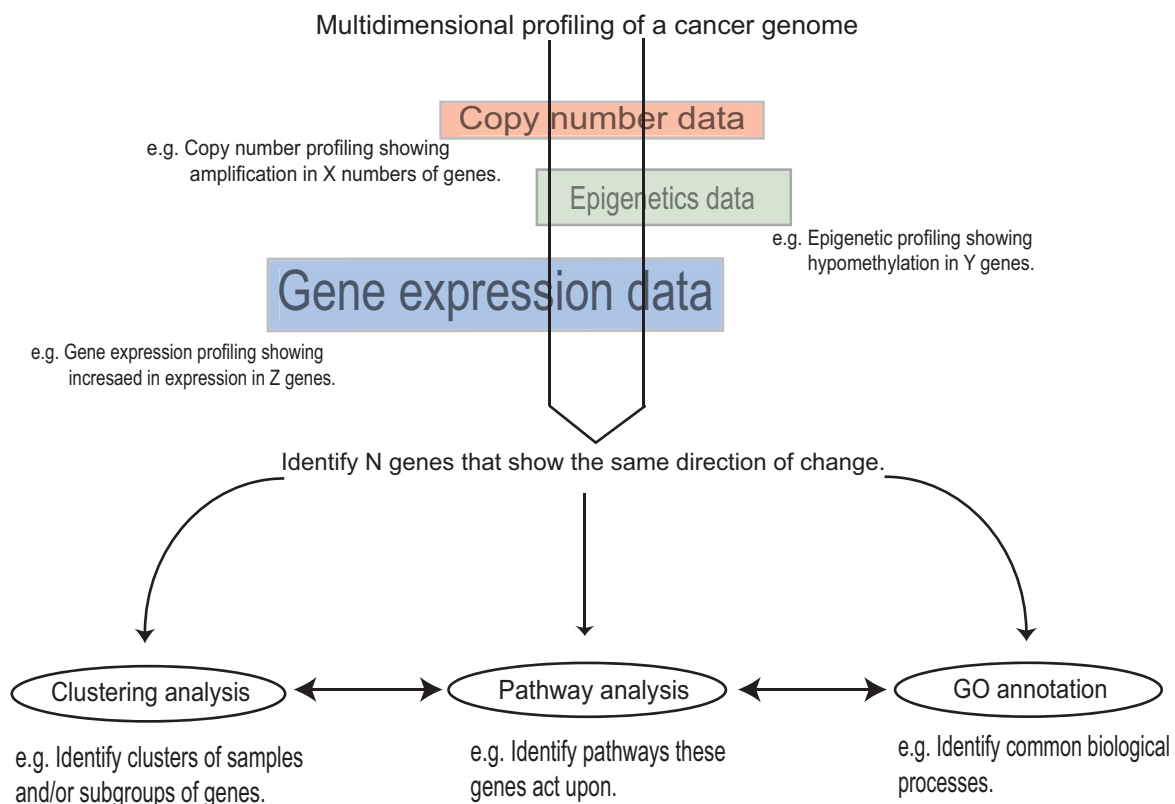 Multidimensional profiling of a cancer genome
Copy number data
e.g. Copy number profiling showing
amplification in X numbers of genes.
Epigenetics data
e.g. Epigenetic profiling showing
hypomethylation in Y genes.
Gene expression data
e.g. Gene expression profiling showing
incresaed in expression in Z genes.
Identify N genes that show the same direction of change.
Clustering analysis
e.g. Identify clusters of samples
and/or subgroups of genes.
Pathway analysis
e.g. Identify pathways these
genes act upon.
GO annotation
e.g. Identify common biological
processes.